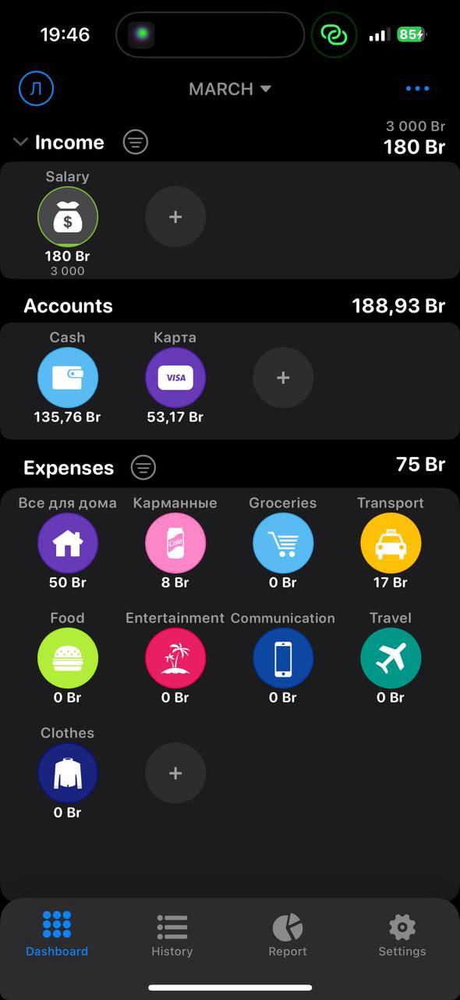 19:46
85
Л
MARCH
3 000 Br
Income
180 Br
Salary
$
+
180 Br
3 000
Accounts
188,93 Br
Cash
Карта
VISA
+
135,76 Br
53,17 Br
Expenses
75 Br
Все для дома
Карманные
Groceries
Transport
Cola
50 Br
8 Br
0 Br
17 Br
Food
Entertainment
Communication
Travel
0 Br
0 Br
0 Br
0 Br
Clothes
+
0 Br
Dashboard
History
Report
Settings